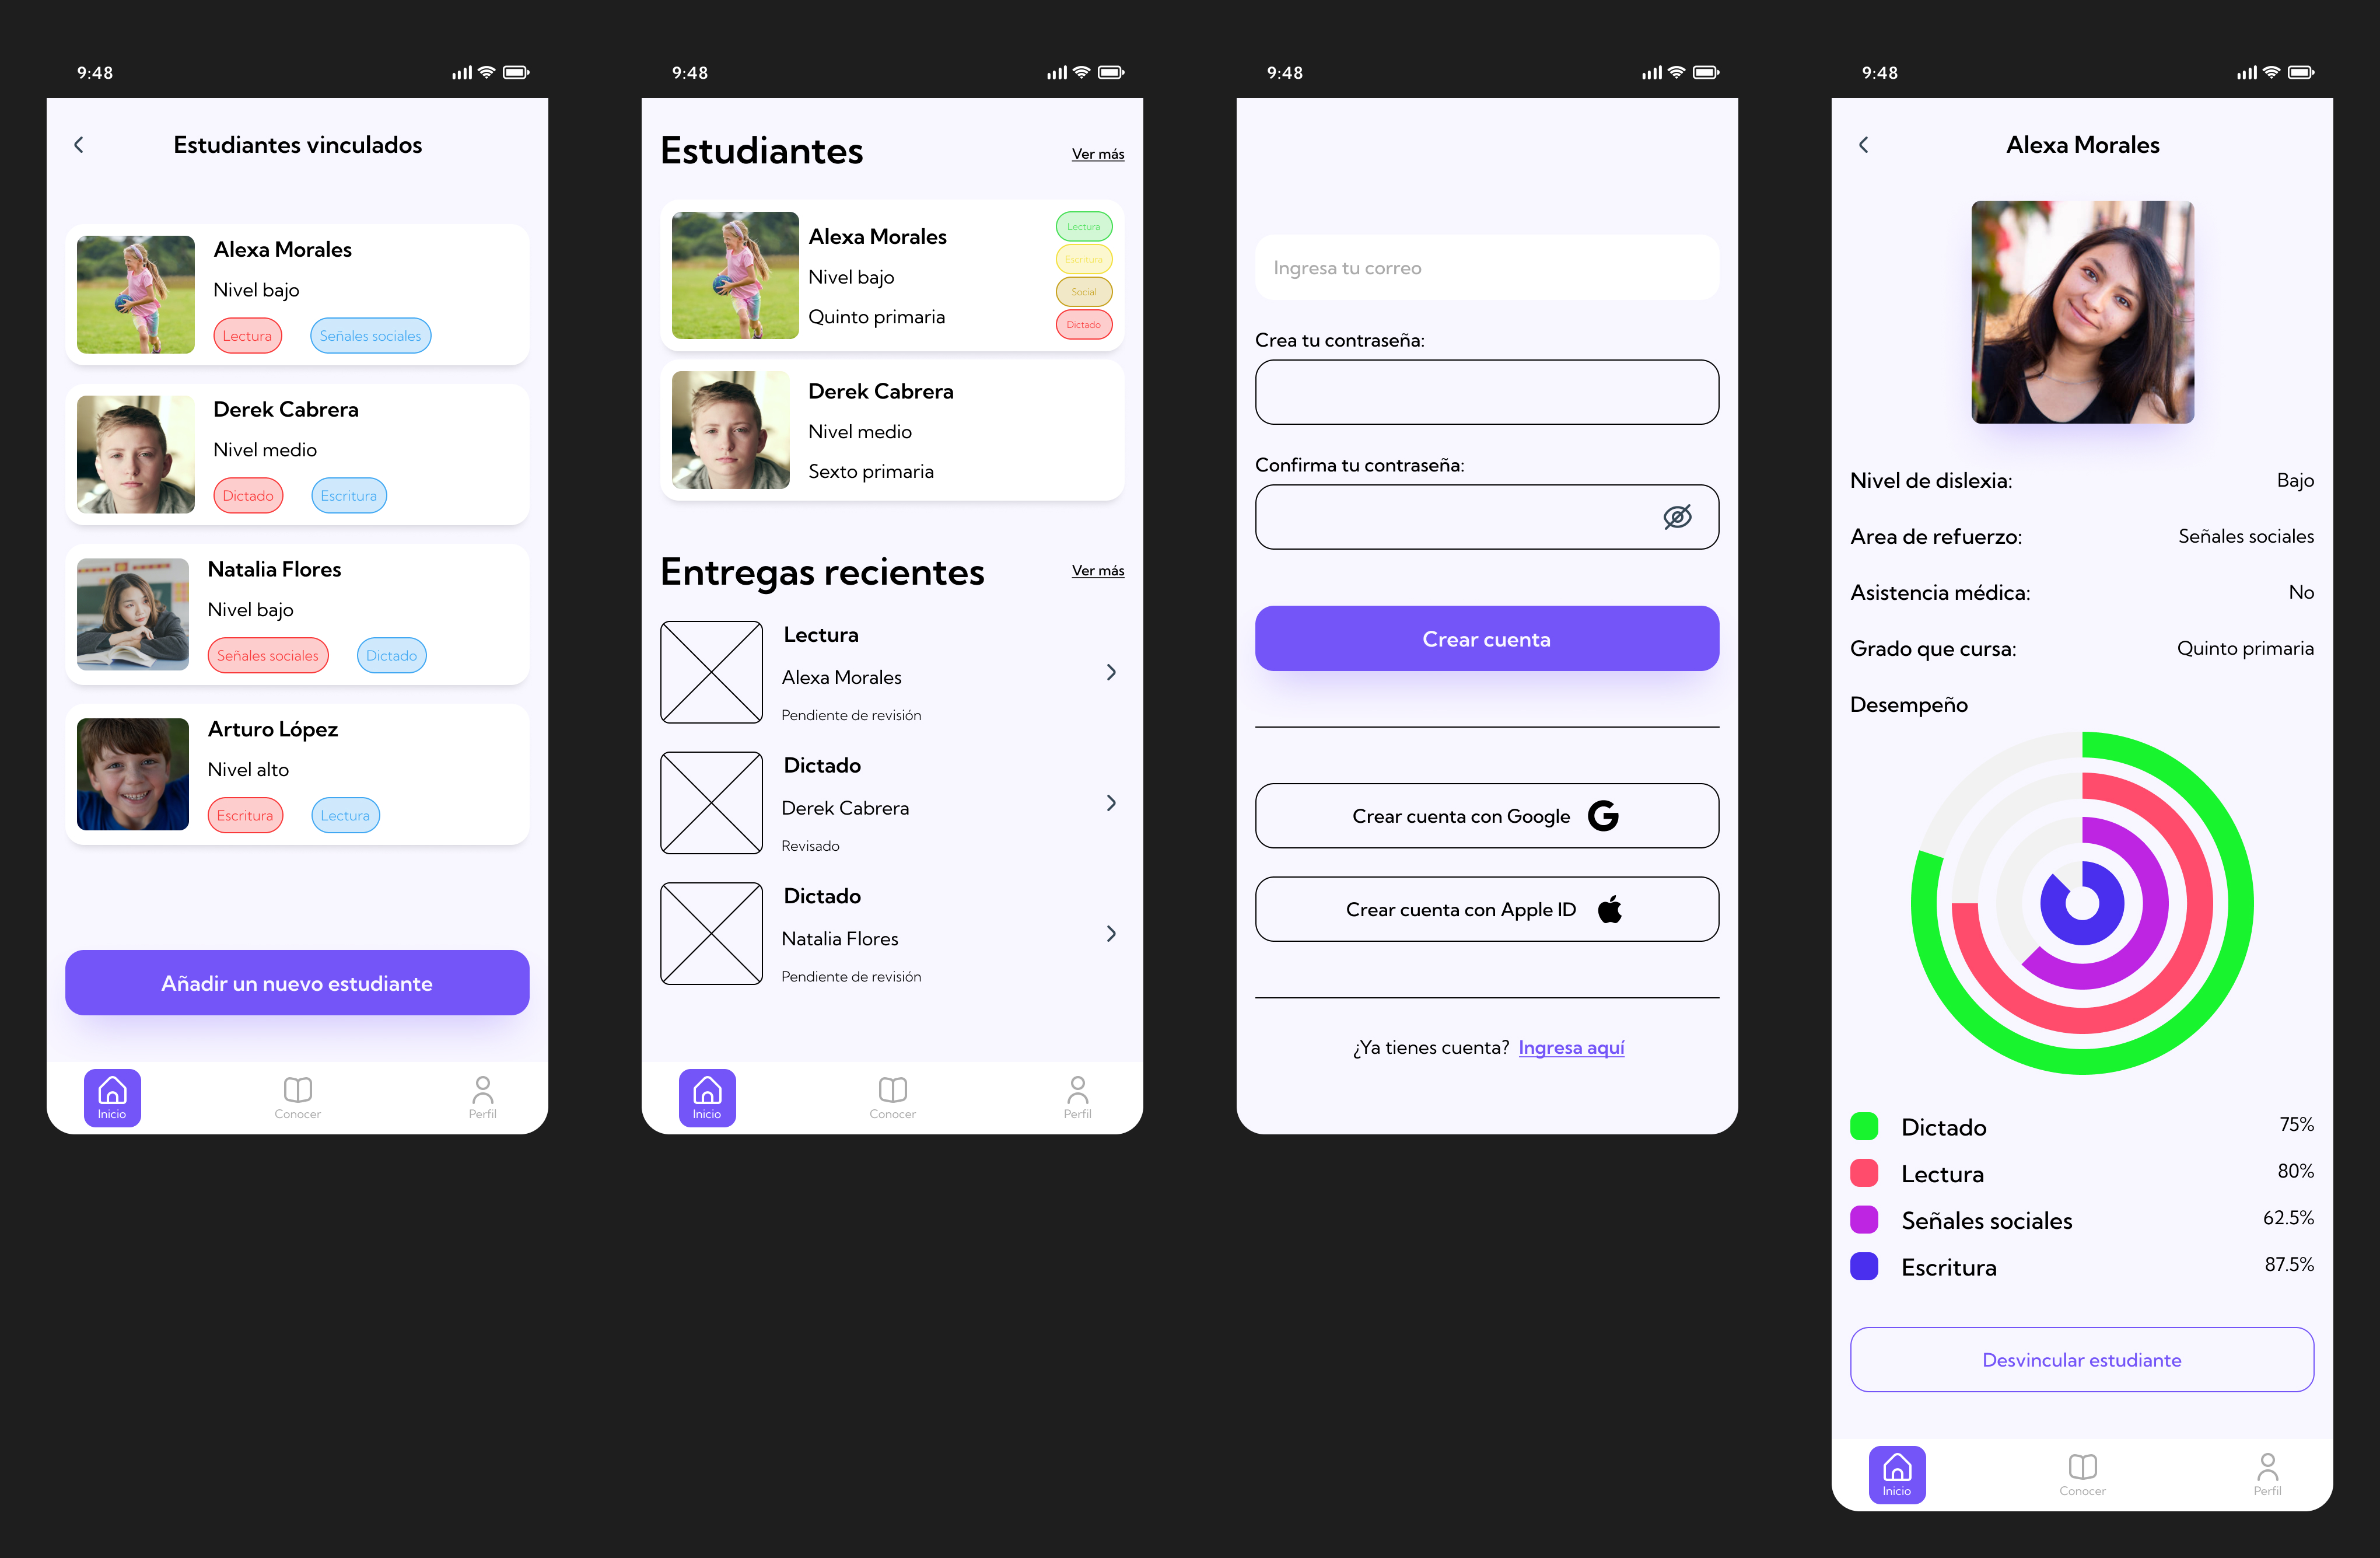 9:48
Estudiantes vinculados
Alexa Morales
Nivel bajo
Lectura
Señales sociales
Derek Cabrera
Nivel medio
Dictado
Escritura
Natalia Flores
Nivel bajo
Señales sociales
Dictado
Arturo López
Nivel alto
Escritura
Lectura
Añadir un nuevo estudiante
Inicio
Conocer
Perfil
9:48
Estudiantes
Ver más
Alexa Morales
Nivel bajo
Quinto primaria
Lectura
Escritura
Social
Dictado
Derek Cabrera
Nivel medio
Sexto primaria
Entregas recientes
Ver más
Lectura
Alexa Morales
Pendiente de revisión
Dictado
Derek Cabrera
Revisado
Dictado
Natalia Flores
Pendiente de revisión
Inicio
Conocer
Perfil
9:48
Ingresa tu correo
Crea tu contraseña:
Confirma tu contraseña:
Crear cuenta
Crear cuenta con Google
Crear cuenta con Apple ID
¿Ya tienes cuenta? Ingresa aquí
9:48
Alexa Morales
Nivel de dislexia: Bajo
Area de refuerzo: Señales sociales
Asistencia médica: No
Grado que cursa: Quinto primaria
Desempeño
Dictado 75%
Lectura 80%
Señales sociales 62.5%
Escritura 87.5%
Desvincular estudiante
Inicio
Conocer
Perfil